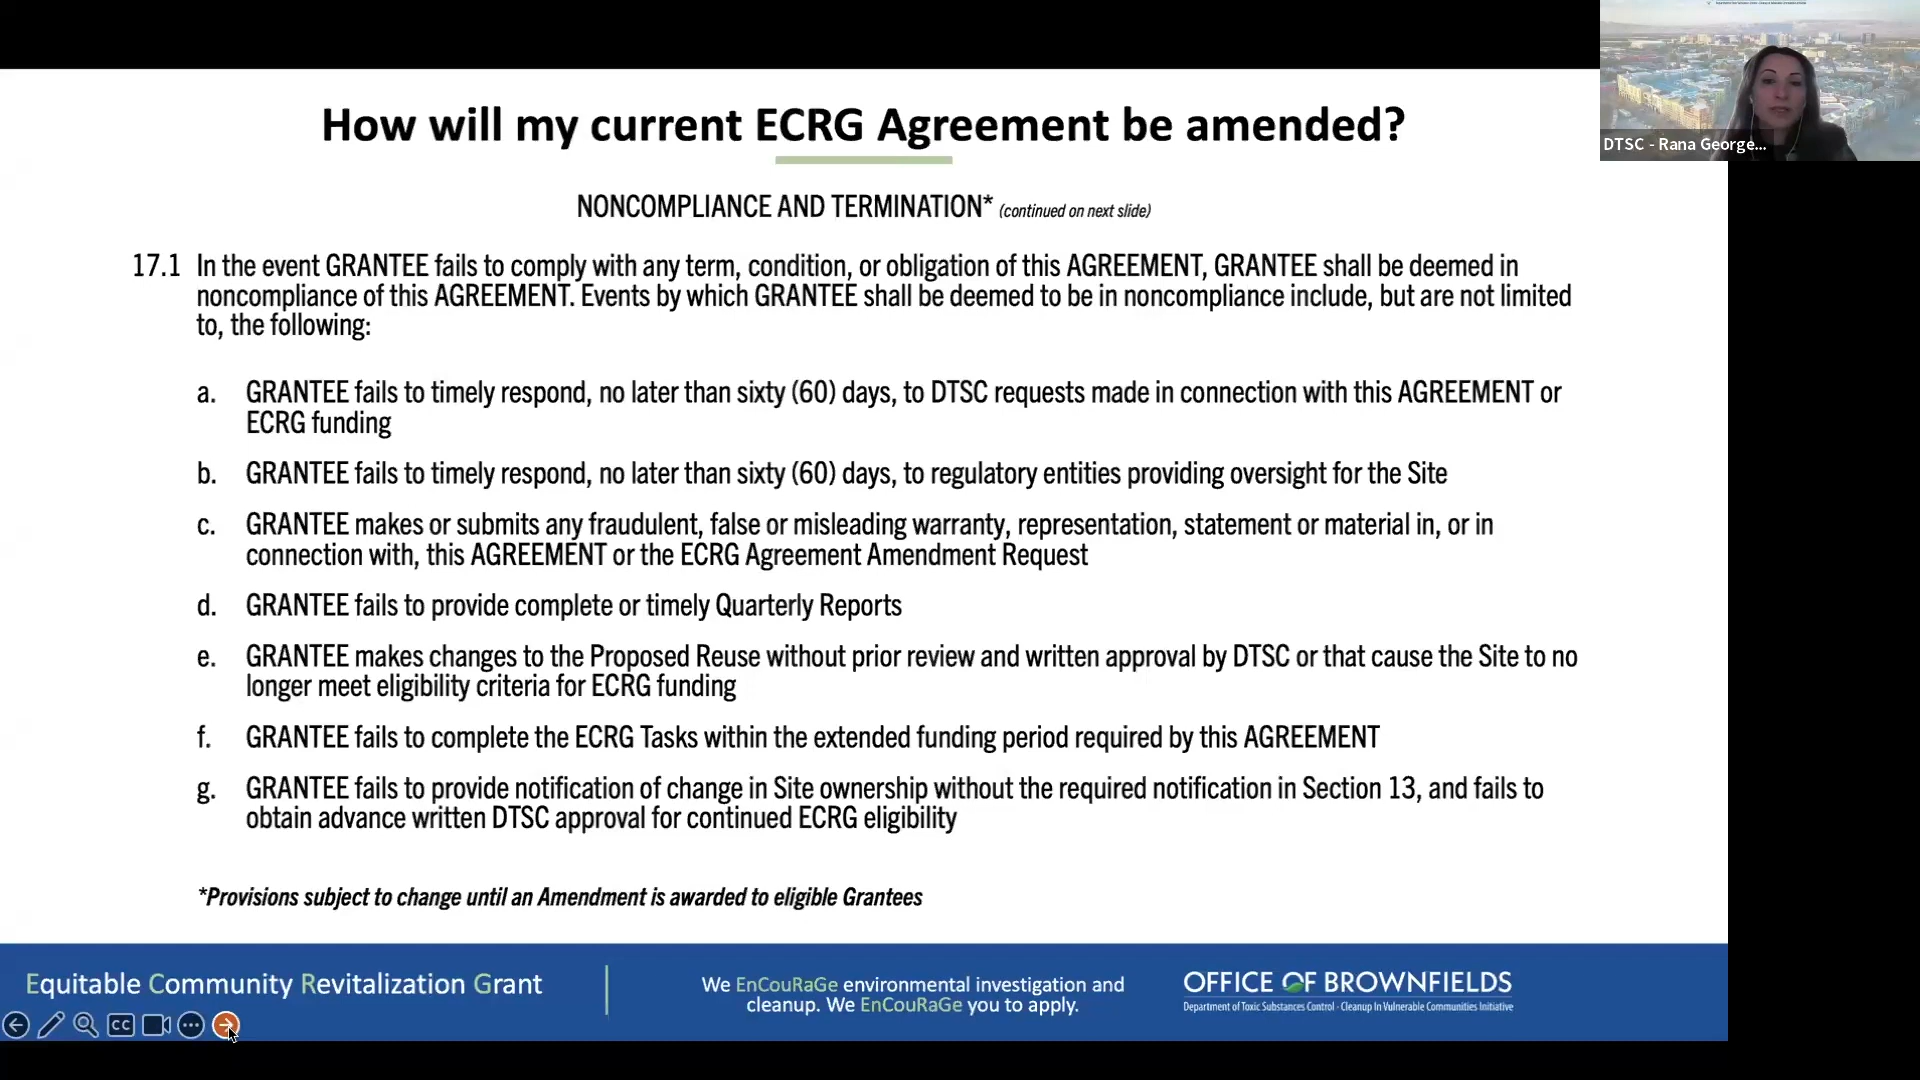 How will my current ECRG Agreement be amended?
DTSC - Rana George...
NONCOMPLIANCE AND TERMINATION* (continued on next slide)
17.1 In the event GRANTEE fails to comply with any term, condition, or obligation of this AGREEMENT, GRANTEE shall be deemed in
noncompliance of this AGREEMENT. Events by which GRANTEE shall be deemed to be in noncompliance include, but are not limited
to, the following:
a. GRANTEE fails to timely respond, no later than sixty (60) days, to DTSC requests made in connection with this AGREEMENT or
ECRG funding
b. GRANTEE fails to timely respond, no later than sixty (60) days, to regulatory entities providing oversight for the Site
c. GRANTEE makes or submits any fraudulent, false or misleading warranty, representation, statement or material in, or in
connection with, this AGREEMENT or the ECRG Agreement Amendment Request
d. GRANTEE fails to provide complete or timely Quarterly Reports
e. GRANTEE makes changes to the Proposed Reuse without prior review and written approval by DTSC or that cause the Site to no
longer meet eligibility criteria for ECRG funding
f. GRANTEE fails to complete the ECRG Tasks within the extended funding period required by this AGREEMENT
g. GRANTEE fails to provide notification of change in Site ownership without the required notification in Section 13, and fails to
obtain advance written DTSC approval for continued ECRG eligibility
*Provisions subject to change until an Amendment is awarded to eligible Grantees
Equitable Community Revitalization Grant
We EnCouRaGe environmental investigation and
cleanup. We EnCouRaGe you to apply.
OFFICE OF BROWNFIELDS
Department of Toxic Substances Control - Cleanup In Vulnerable Communities Initiative
CC